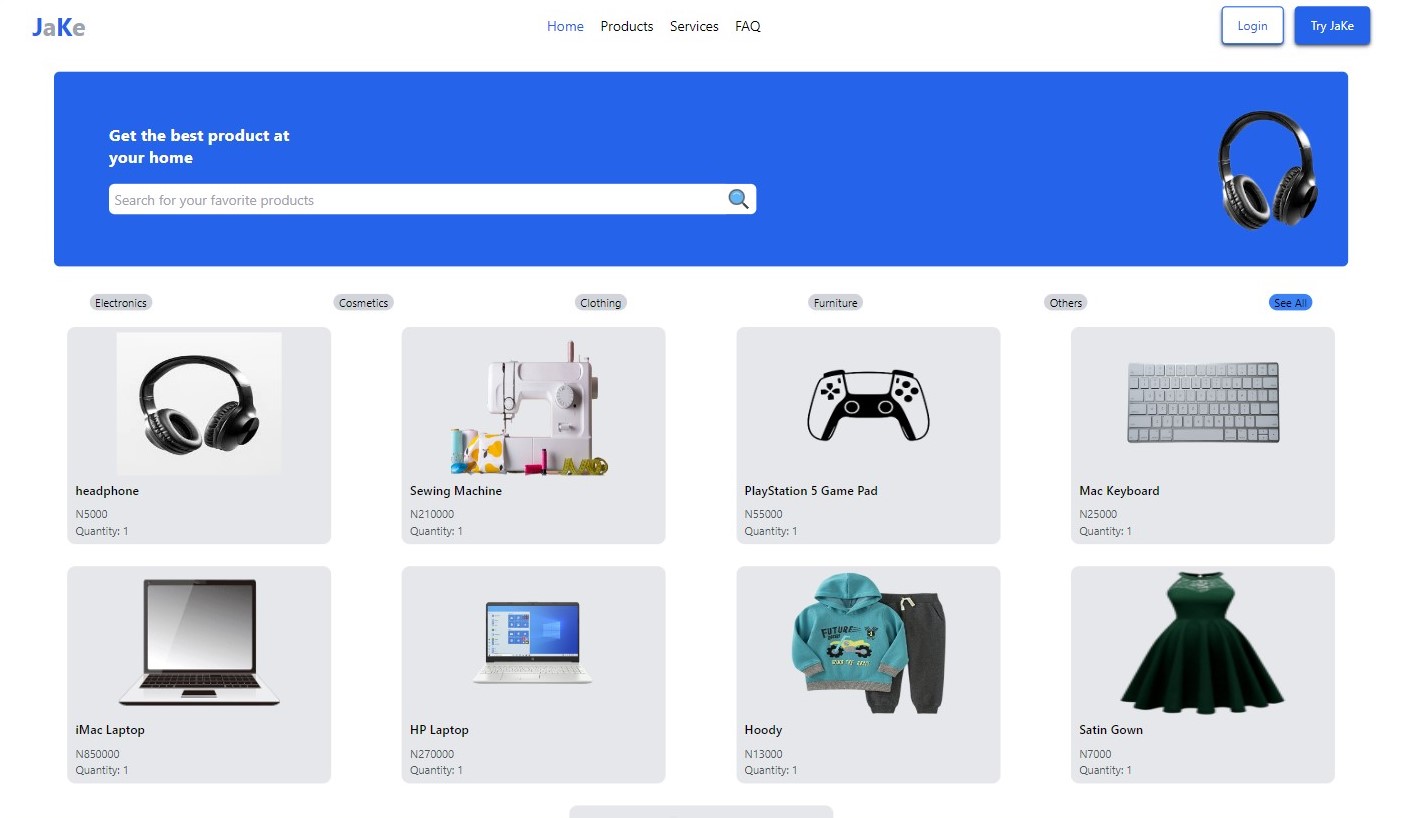 JaKe
Home Products Services FAQ
Login
Try JaKe
Get the best product at
your home
Search for your favorite products
Electronics Cosmetics Clothing Furniture Others See All
headphone
N5000
Quantity: 1
Sewing Machine
N210000
Quantity: 1
PlayStation 5 Game Pad
N55000
Quantity: 1
Mac Keyboard
N25000
Quantity: 1
iMac Laptop
N850000
Quantity: 1
HP Laptop
N270000
Quantity: 1
FUTURE
Hoody
N13000
Quantity: 1
Satin Gown
N7000
Quantity: 1